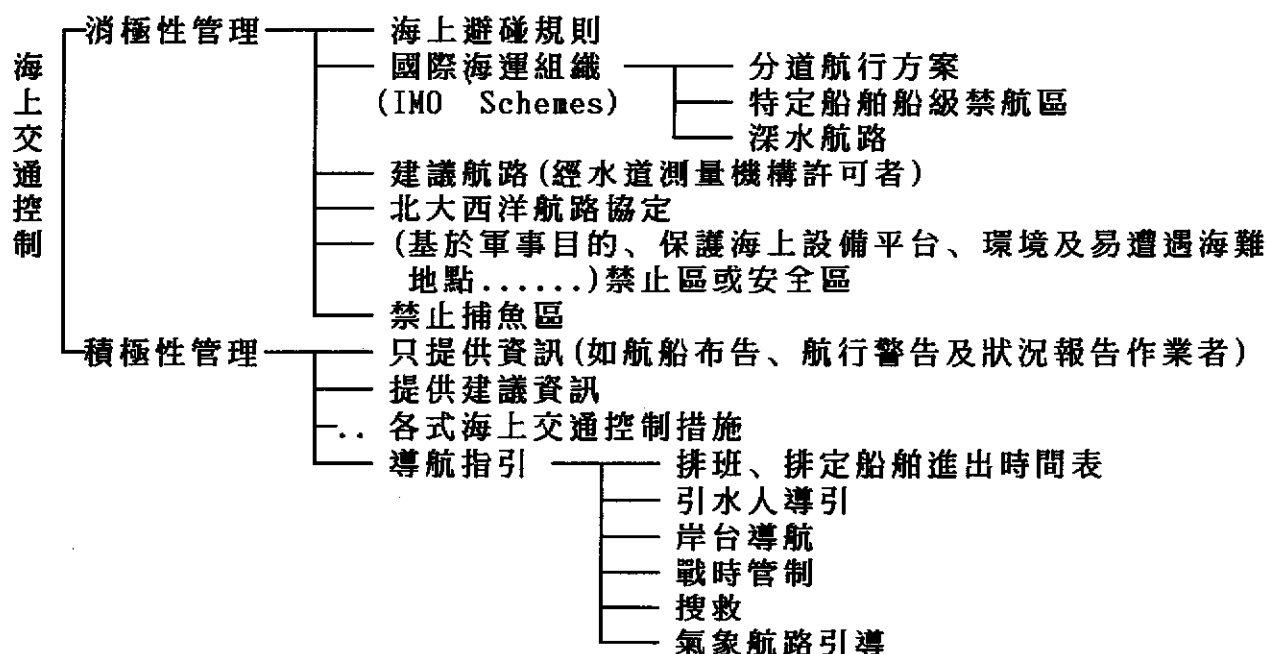 海上交通控制
消極性管理
海上避碰規則
國際海運組織
(IMO Schemes)
分道航行方案
特定船舶船級禁航區
深水航路
建議航路(經水道測量機構許可者)
北大西洋航路協定
(基於軍事目的、保護海上設備平台、環境及易遭遇海難
地點......)禁止區或安全區
禁止捕魚區
積極性管理
只提供資訊(如航船布告、航行警告及狀況報告作業者)
提供建議資訊
.. 各式海上交通控制措施
導航指引
排班、排定船舶進出時間表
引水人導引
岸台導航
戰時管制
搜救
氣象航路引導